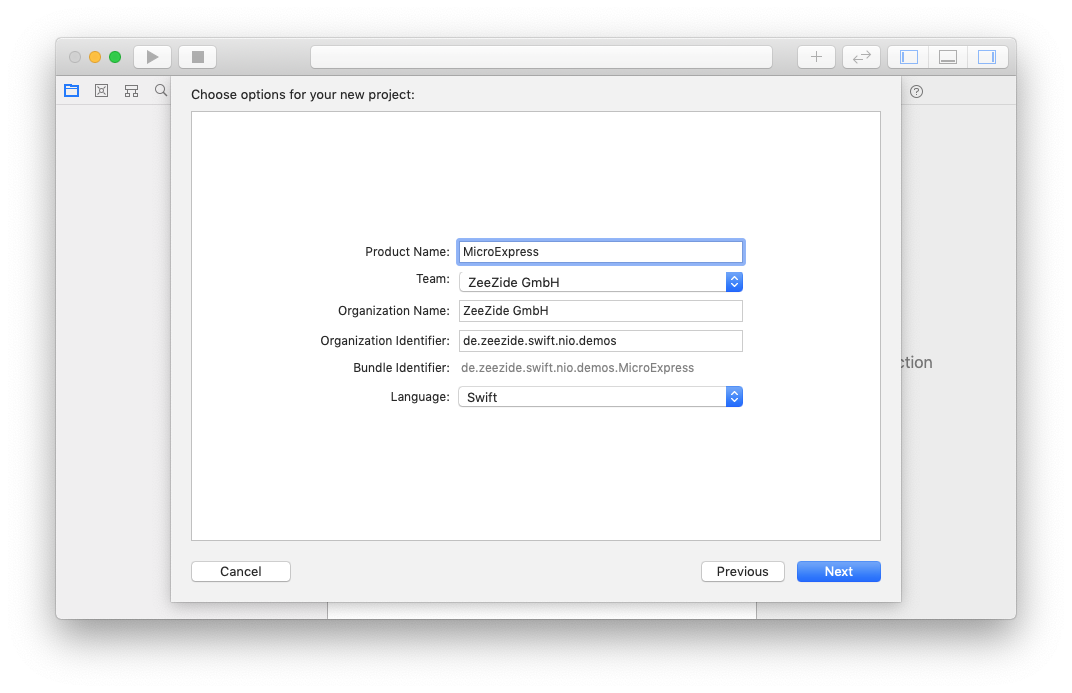 Choose options for your new project:
Product Name: MicroExpress
Team: ZeeZide GmbH
Organization Name: ZeeZide GmbH
Organization Identifier: de.zeezide.swift.nio.demos
ction
Bundle Identifier: de.zeezide.swift.nio.demos.MicroExpress
Language: Swift
Cancel Previous Next